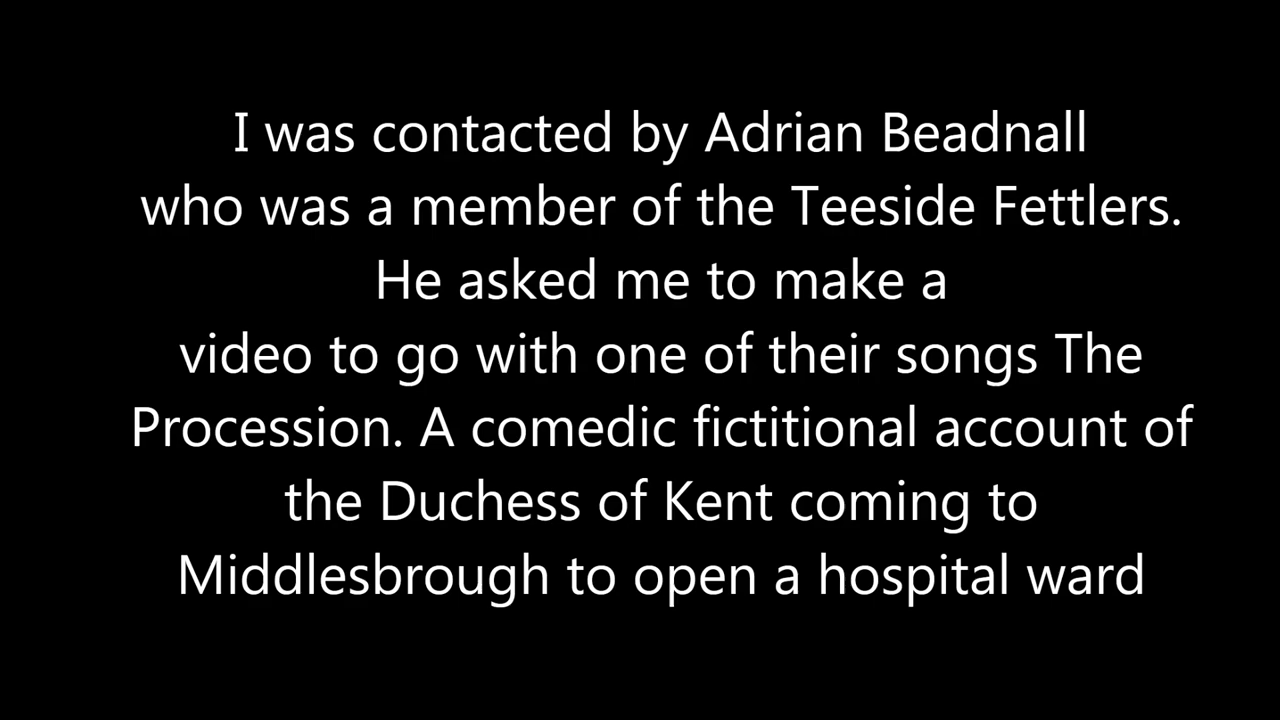 I was contacted by Adrian Beadnall
who was a member of the Teeside Fettlers.
He asked me to make a
video to go with one of their songs The
Procession. A comedic fictitional account of
the Duchess of Kent coming to
Middlesbrough to open a hospital ward